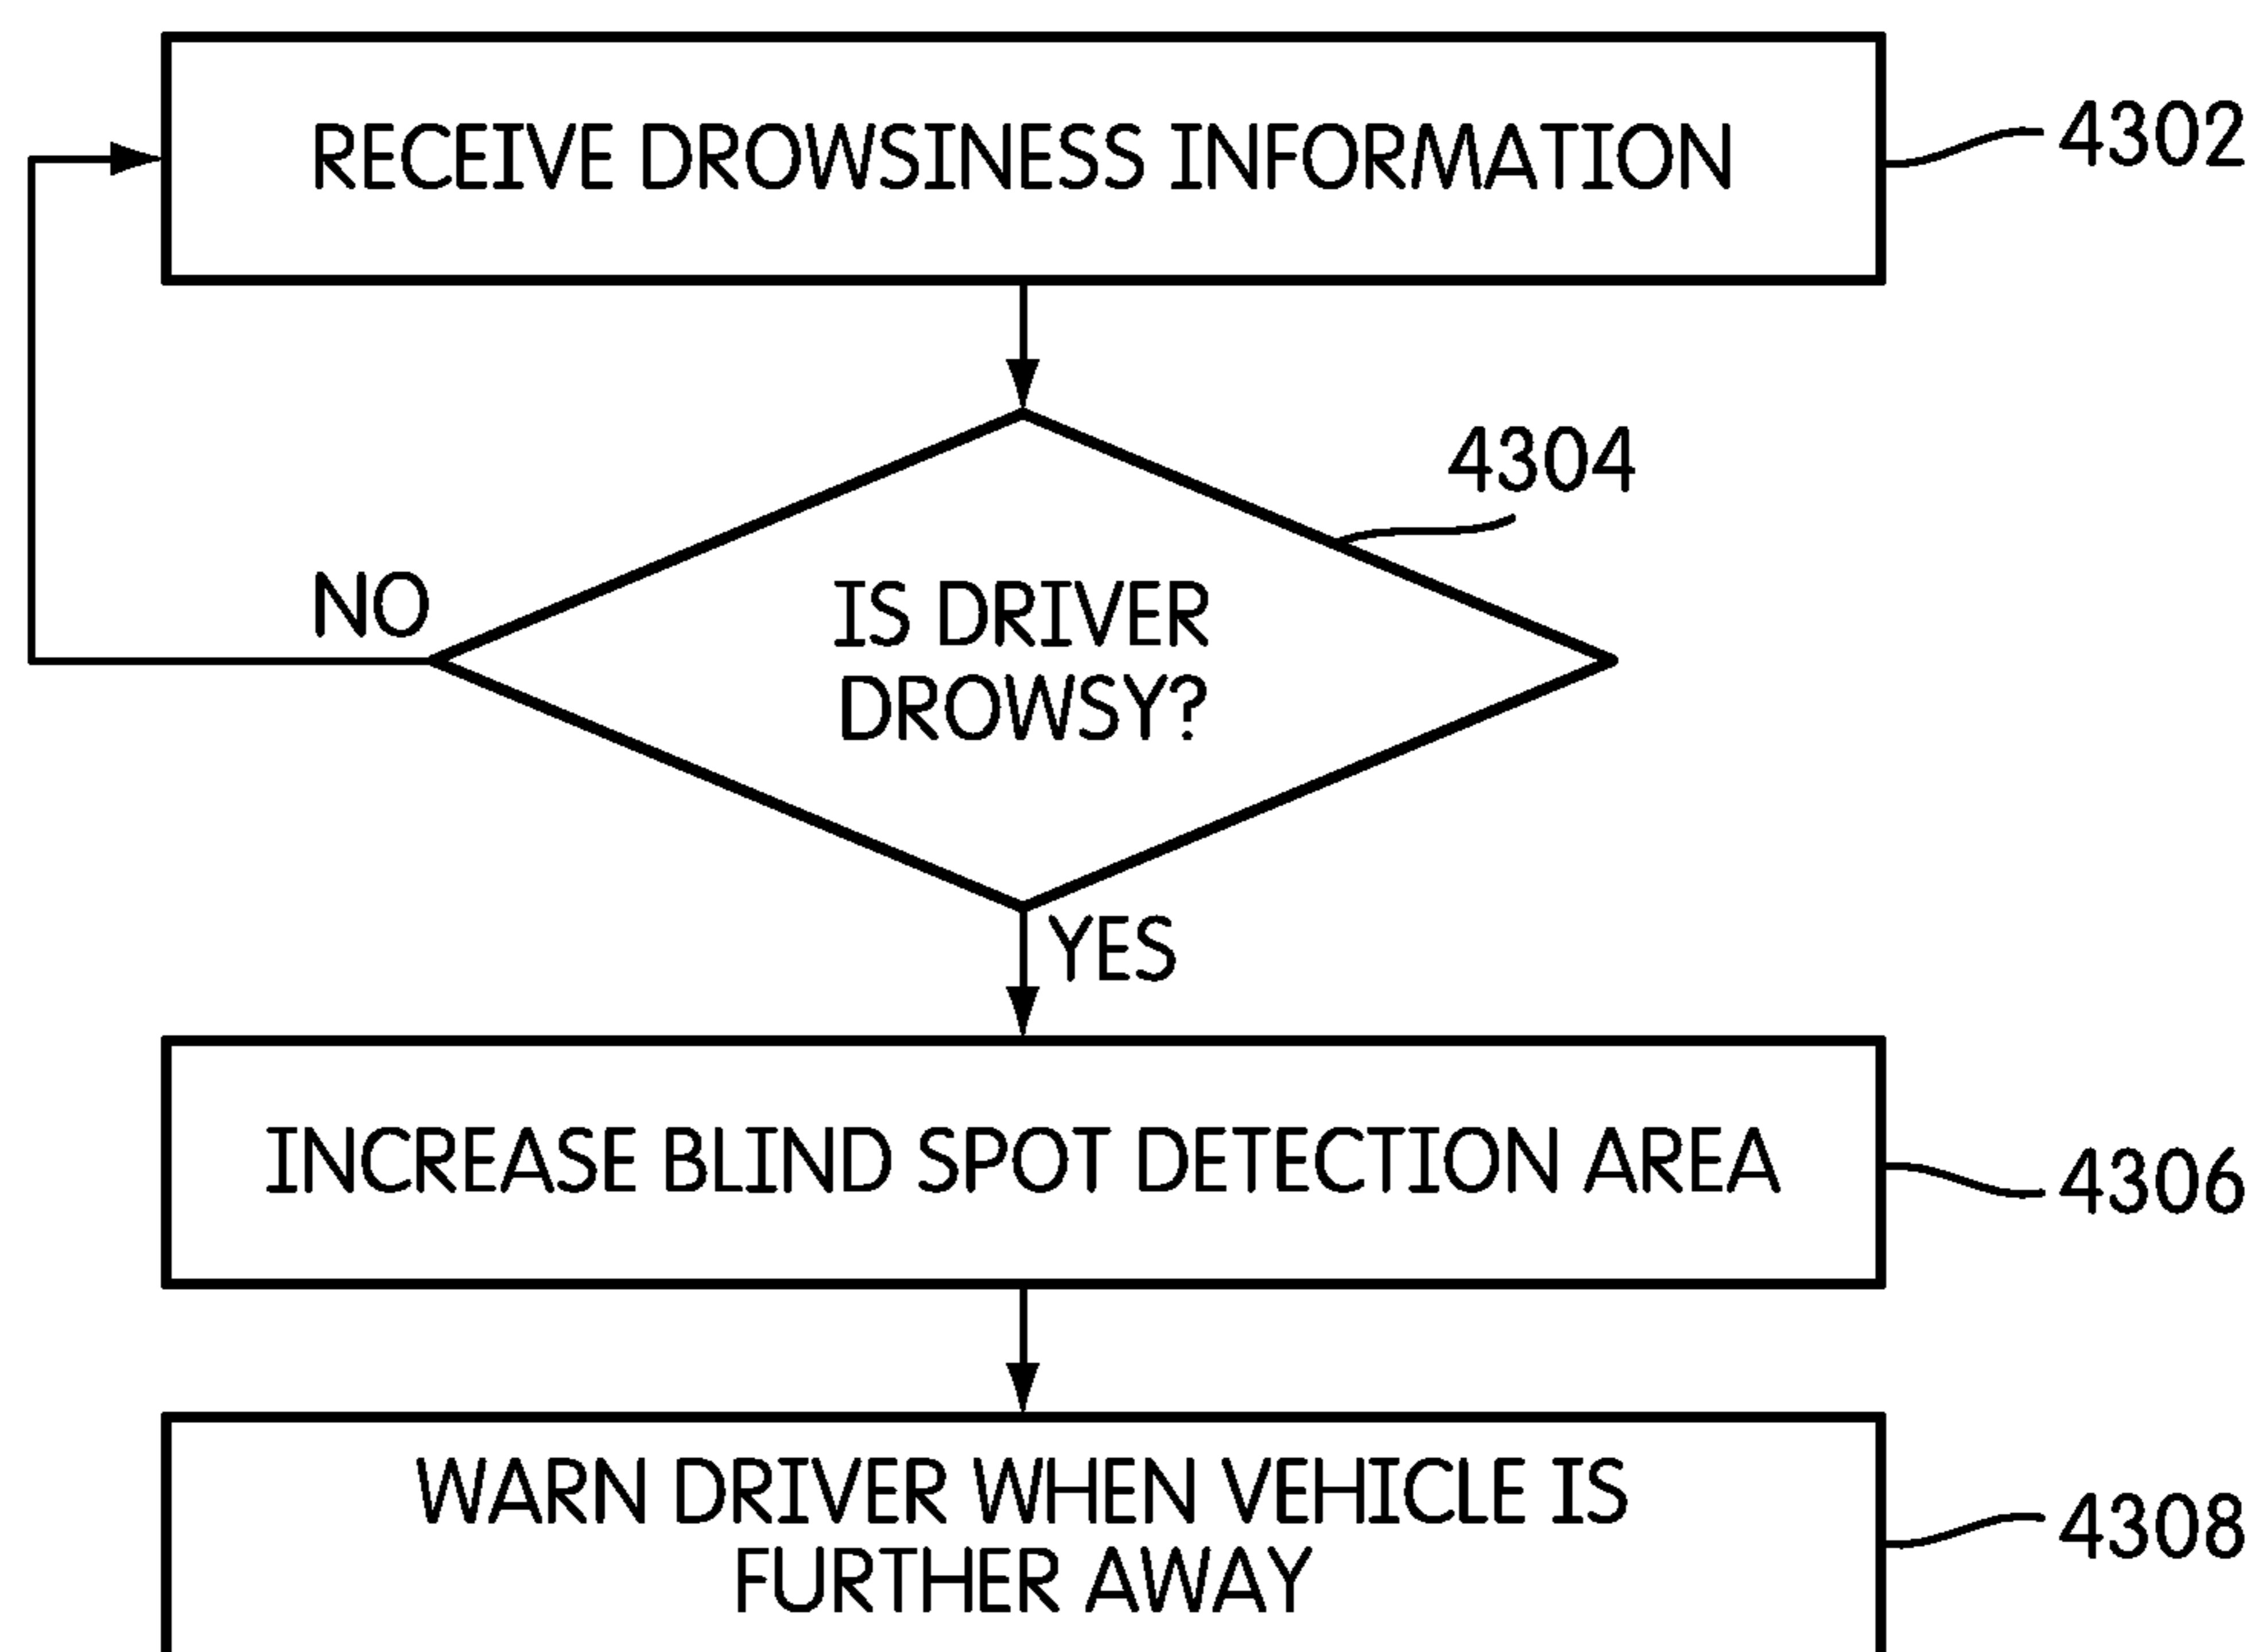 RECEIVE DROWSINESS INFORMATION
4302
4304
IS DRIVER
DROWSY?
NO
YES
INCREASE BLIND SPOT DETECTION AREA
4306
WARN DRIVER WHEN VEHICLE IS
FURTHER AWAY
4308